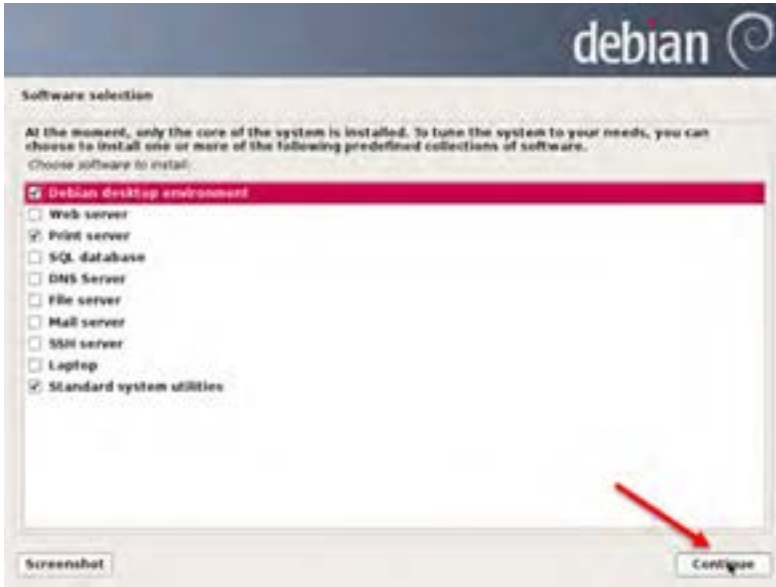 debian
Software selection
At the moment, only the core of the system is installed. To tune the system to your needs, you can
choose to install one or more of the following predefined collections of software.
Choose software to install:
Debian desktop environment
Web server
Print server
SQL database
DNS Server
File server
Mail server
SSH server
Laptop
Standard system utilities
Screenshot
Continue